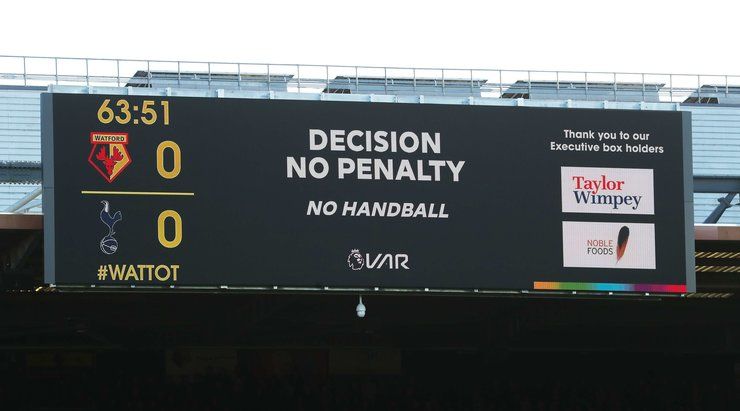 63:51
WATFORD
0
0
#WATTOT
DECISION
NO PENALTY
NO HANDBALL
VAR
Thank you to our
Executive box holders
Taylor
Wimpey
NOBLE
FOODS